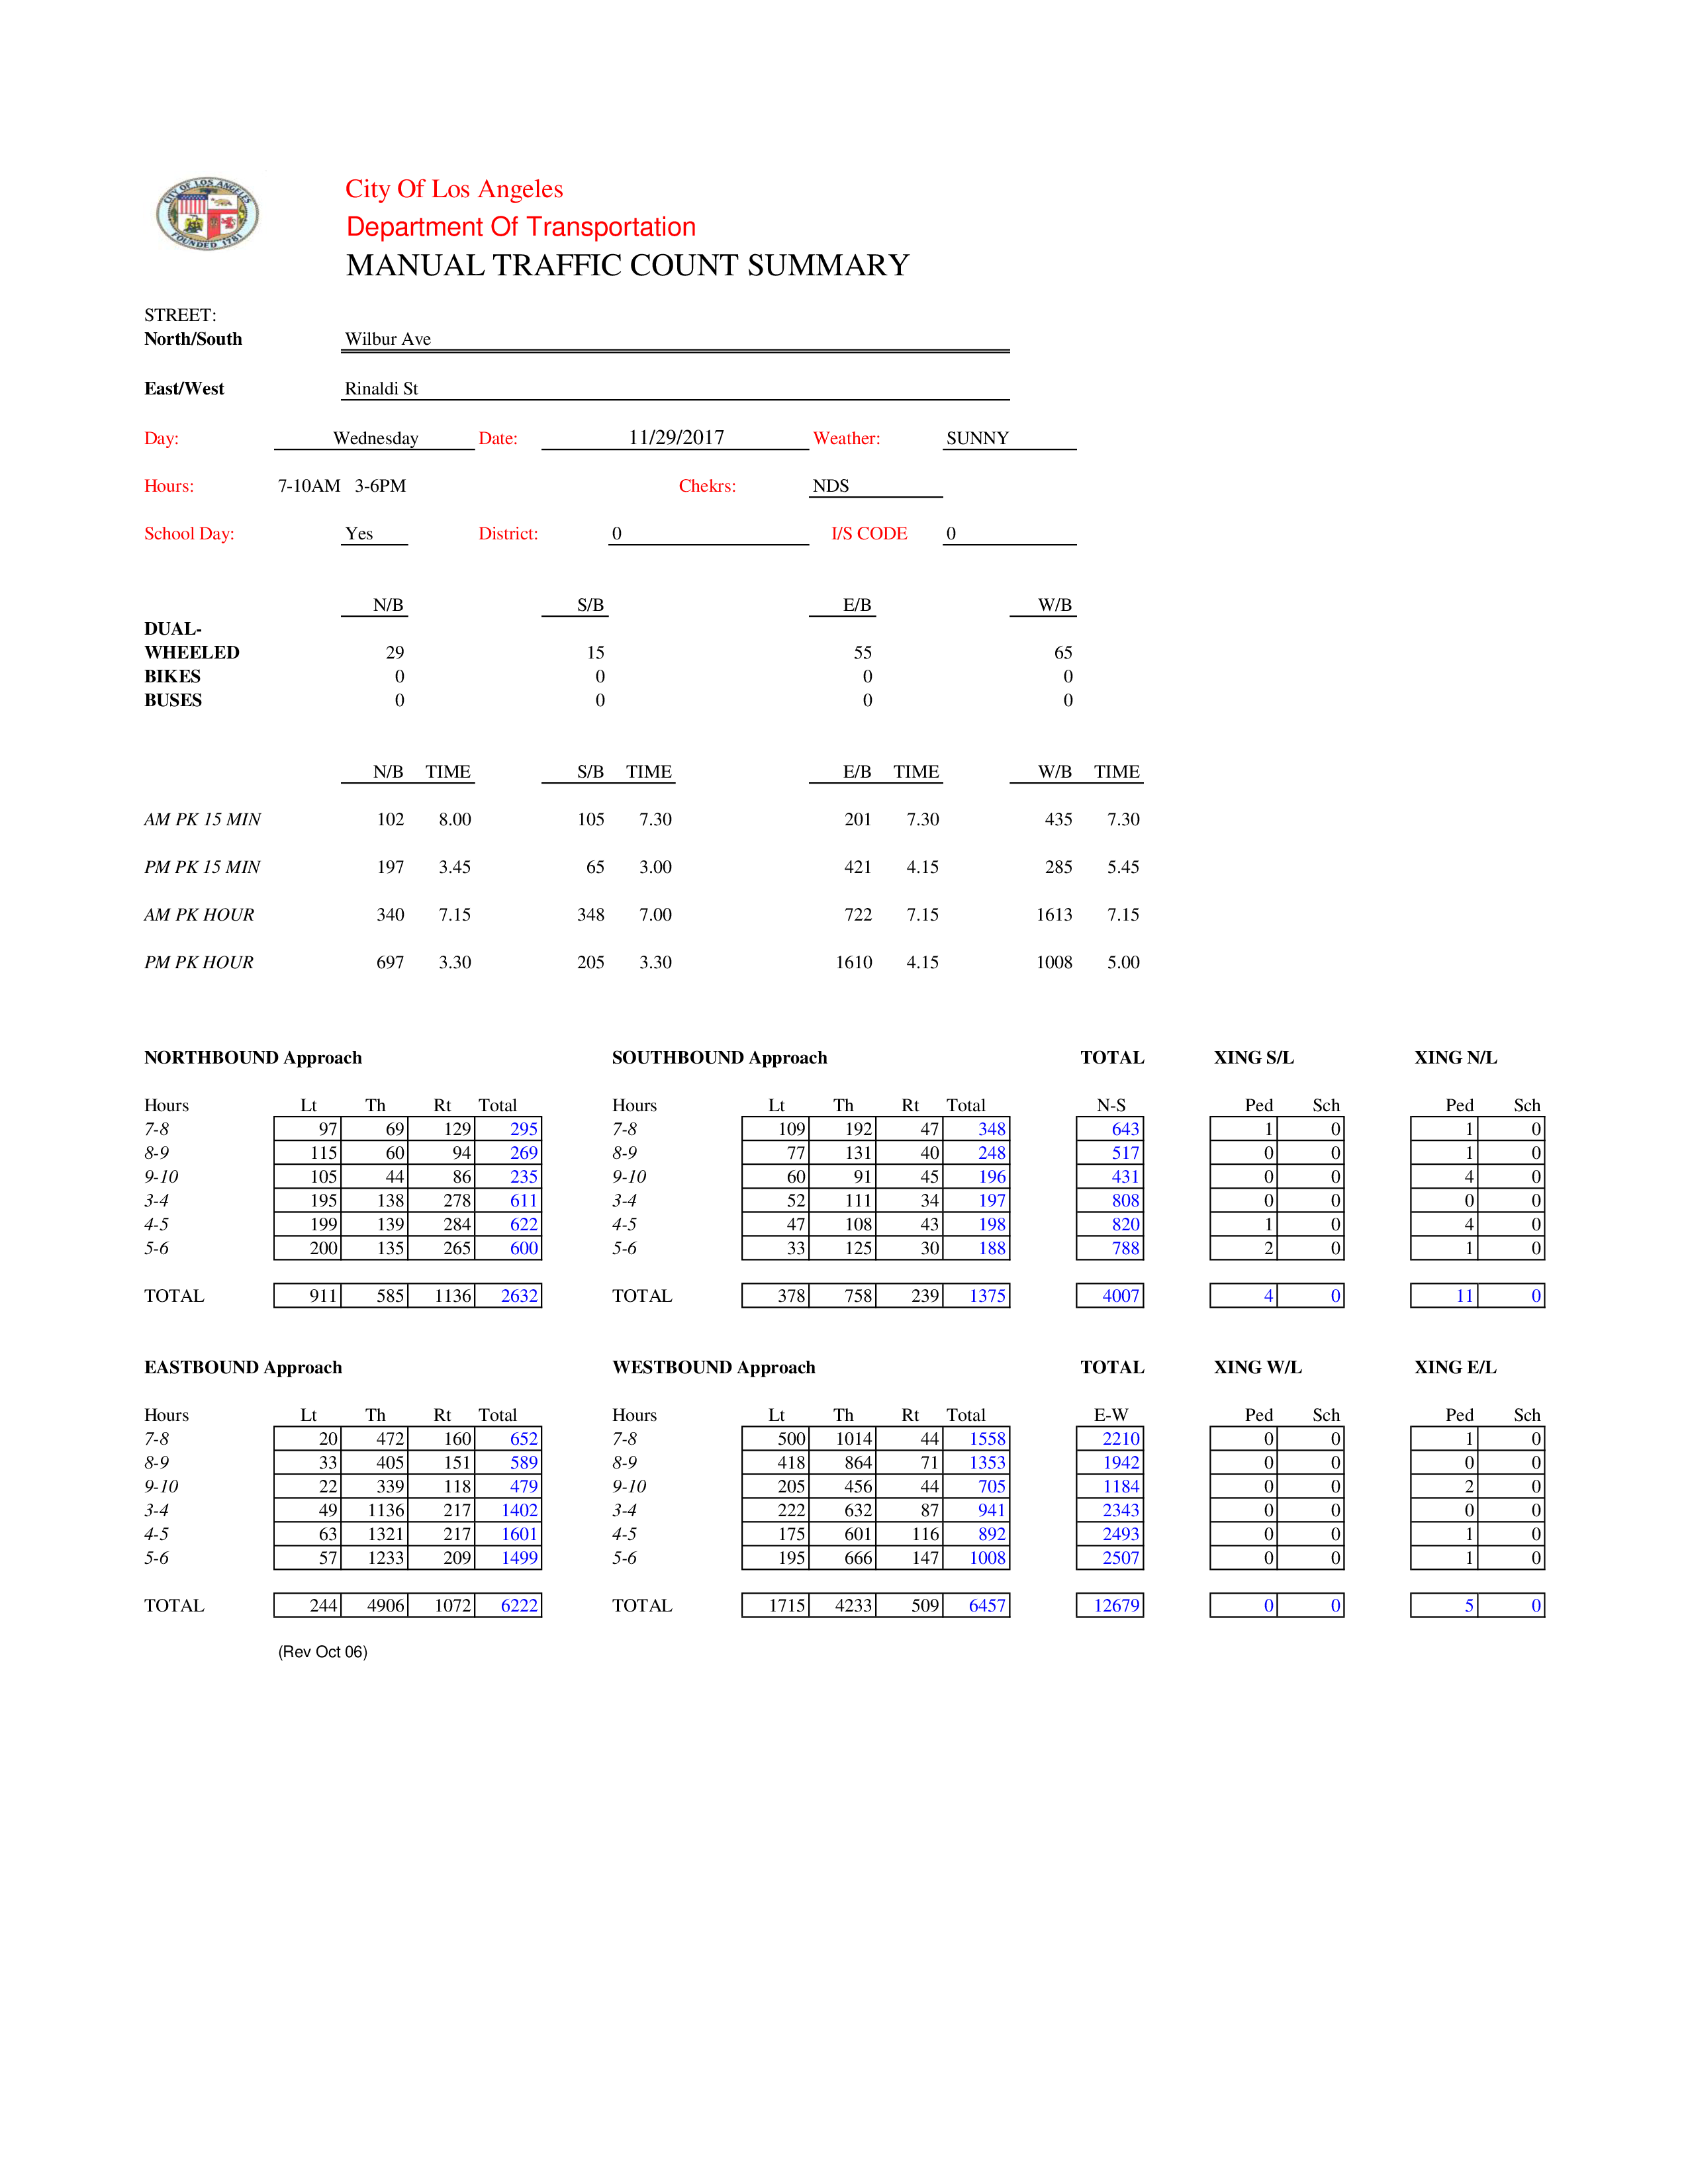 CITY OF LOS ANGELES
FOUNDED 1781
City Of Los Angeles
Department Of Transportation
MANUAL TRAFFIC COUNT SUMMARY
STREET:
North/South Wilbur Ave
East/West Rinaldi St
Day: Wednesday Date: 11/29/2017 Weather: SUNNY
Hours: 7-10AM 3-6PM Chekrs: NDS
School Day: Yes District: 0 I/S CODE 0
N/B S/B E/B W/B
DUAL-
WHEELED 29 15 55 65
BIKES 0 0 0 0
BUSES 0 0 0 0
N/B TIME S/B TIME E/B TIME W/B TIME
AM PK 15 MIN 102 8.00 105 7.30 201 7.30 435 7.30
PM PK 15 MIN 197 3.45 65 3.00 421 4.15 285 5.45
AM PK HOUR 340 7.15 348 7.00 722 7.15 1613 7.15
PM PK HOUR 697 3.30 205 3.30 1610 4.15 1008 5.00
NORTHBOUND Approach SOUTHBOUND Approach TOTAL XING S/L XING N/L
Hours Lt Th Rt Total Hours Lt Th Rt Total N-S Ped Sch Ped Sch
7-8 97 69 129 295 7-8 109 192 47 348 643 1 0 1 0
8-9 115 60 94 269 8-9 77 131 40 248 517 0 0 1 0
9-10 105 44 86 235 9-10 60 91 45 196 431 0 0 4 0
3-4 195 138 278 611 3-4 52 111 34 197 808 0 0 0 0
4-5 199 139 284 622 4-5 47 108 43 198 820 1 0 4 0
5-6 200 135 265 600 5-6 33 125 30 188 788 2 0 1 0
TOTAL 911 585 1136 2632 TOTAL 378 758 239 1375 4007 4 0 11 0
EASTBOUND Approach WESTBOUND Approach TOTAL XING W/L XING E/L
Hours Lt Th Rt Total Hours Lt Th Rt Total E-W Ped Sch Ped Sch
7-8 20 472 160 652 7-8 500 1014 44 1558 2210 0 0 1 0
8-9 33 405 151 589 8-9 418 864 71 1353 1942 0 0 0 0
9-10 22 339 118 479 9-10 205 456 44 705 1184 0 0 2 0
3-4 49 1136 217 1402 3-4 222 632 87 941 2343 0 0 0 0
4-5 63 1321 217 1601 4-5 175 601 116 892 2493 0 0 1 0
5-6 57 1233 209 1499 5-6 195 666 147 1008 2507 0 0 1 0
TOTAL 244 4906 1072 6222 TOTAL 1715 4233 509 6457 12679 0 0 5 0
(Rev Oct 06)